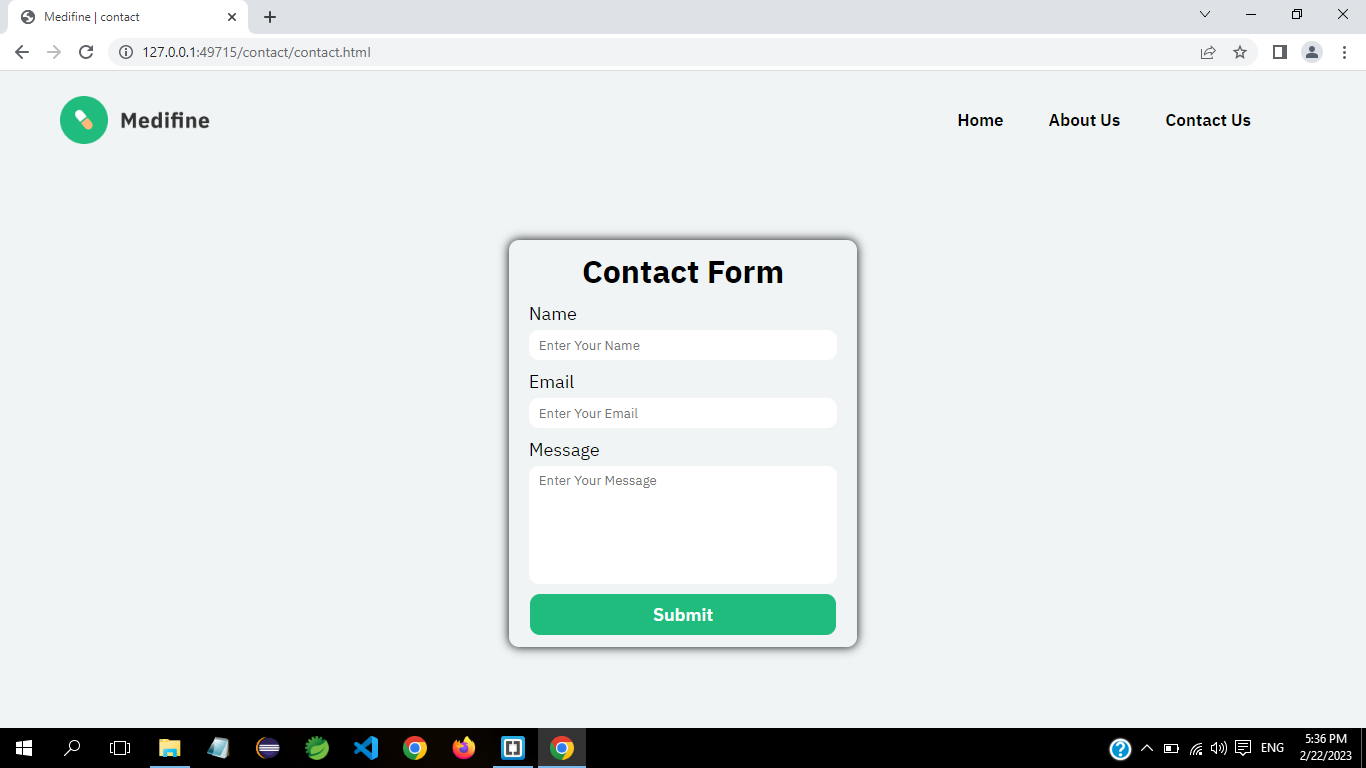 Medifine | contact
127.0.0.1:49715/contact/contact.html
Medifine
Home
About Us
Contact Us
Contact Form
Name
Enter Your Name
Email
Enter Your Email
Message
Enter Your Message
Submit
ENG
5:36 PM
2/22/2023